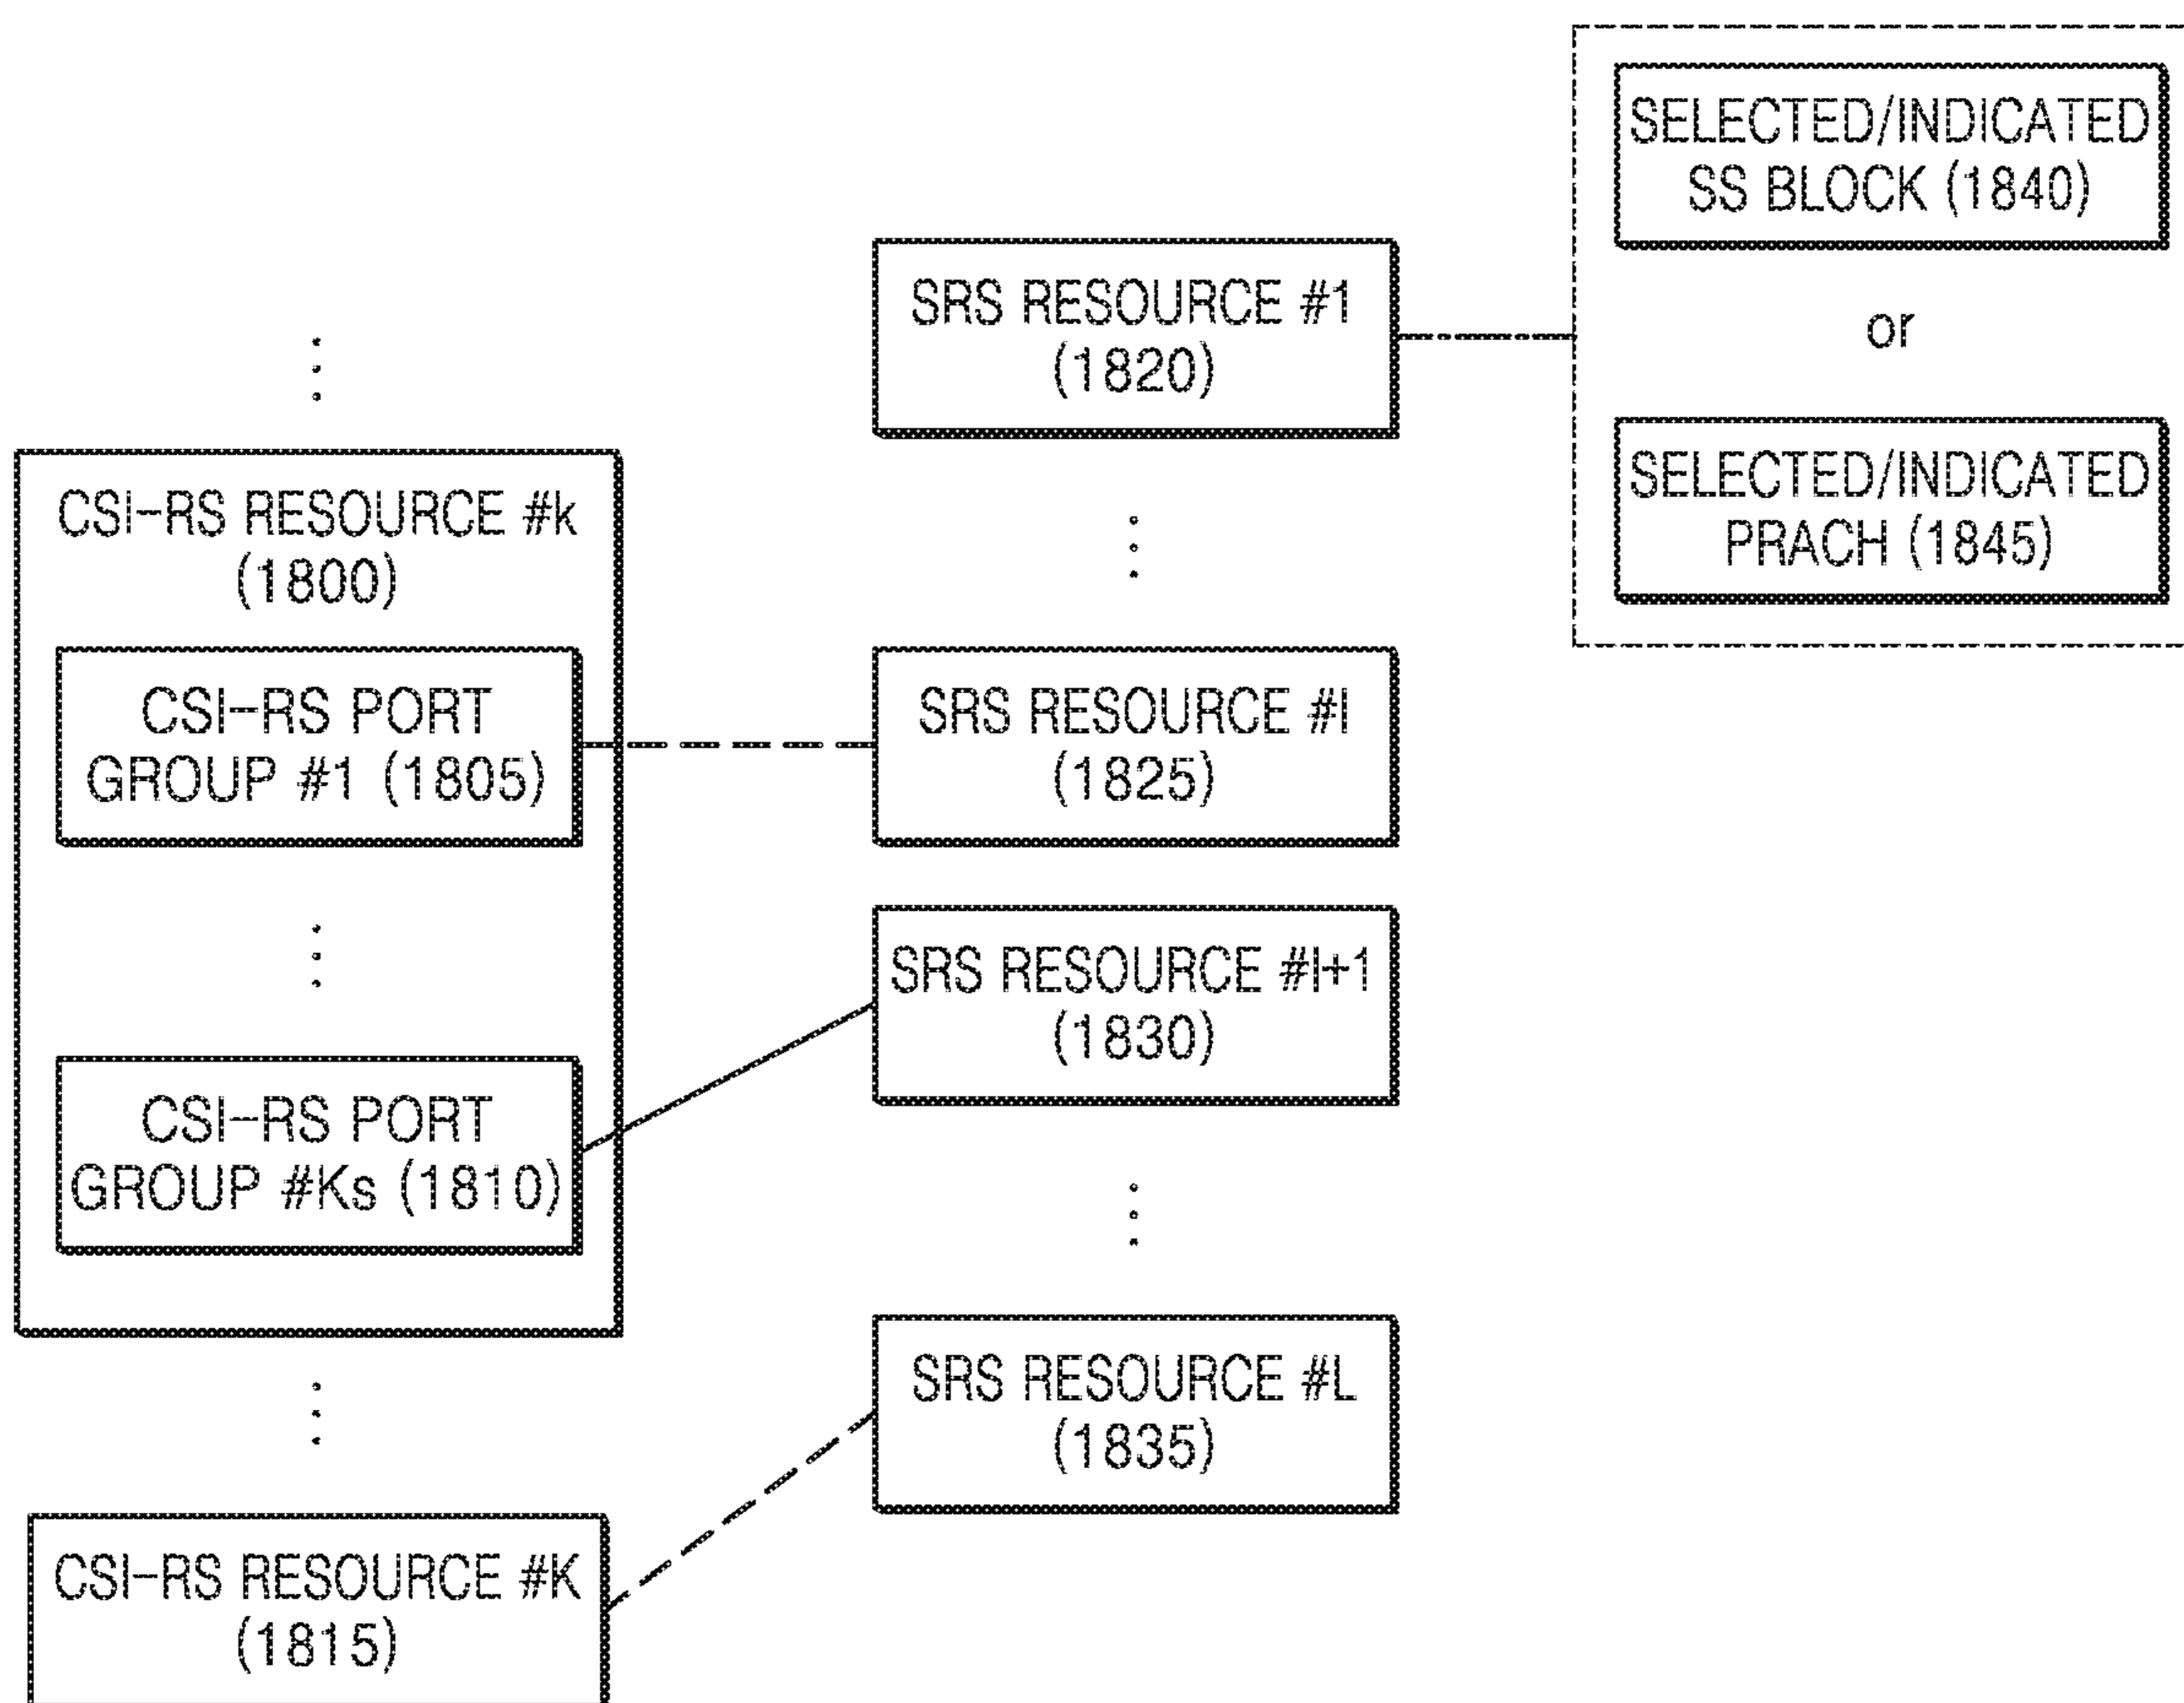 CSI-RS RESOURCE #k
(1800)
CSI-RS PORT
GROUP #1 (1805)
CSI-RS PORT
GROUP #Ks (1810)
CSI-RS RESOURCE #K
(1815)
SRS RESOURCE #1
(1820)
SRS RESOURCE #l
(1825)
SRS RESOURCE #l+1
(1830)
SRS RESOURCE #L
(1835)
SELECTED/INDICATED
SS BLOCK (1840)
or
SELECTED/INDICATED
PRACH (1845)